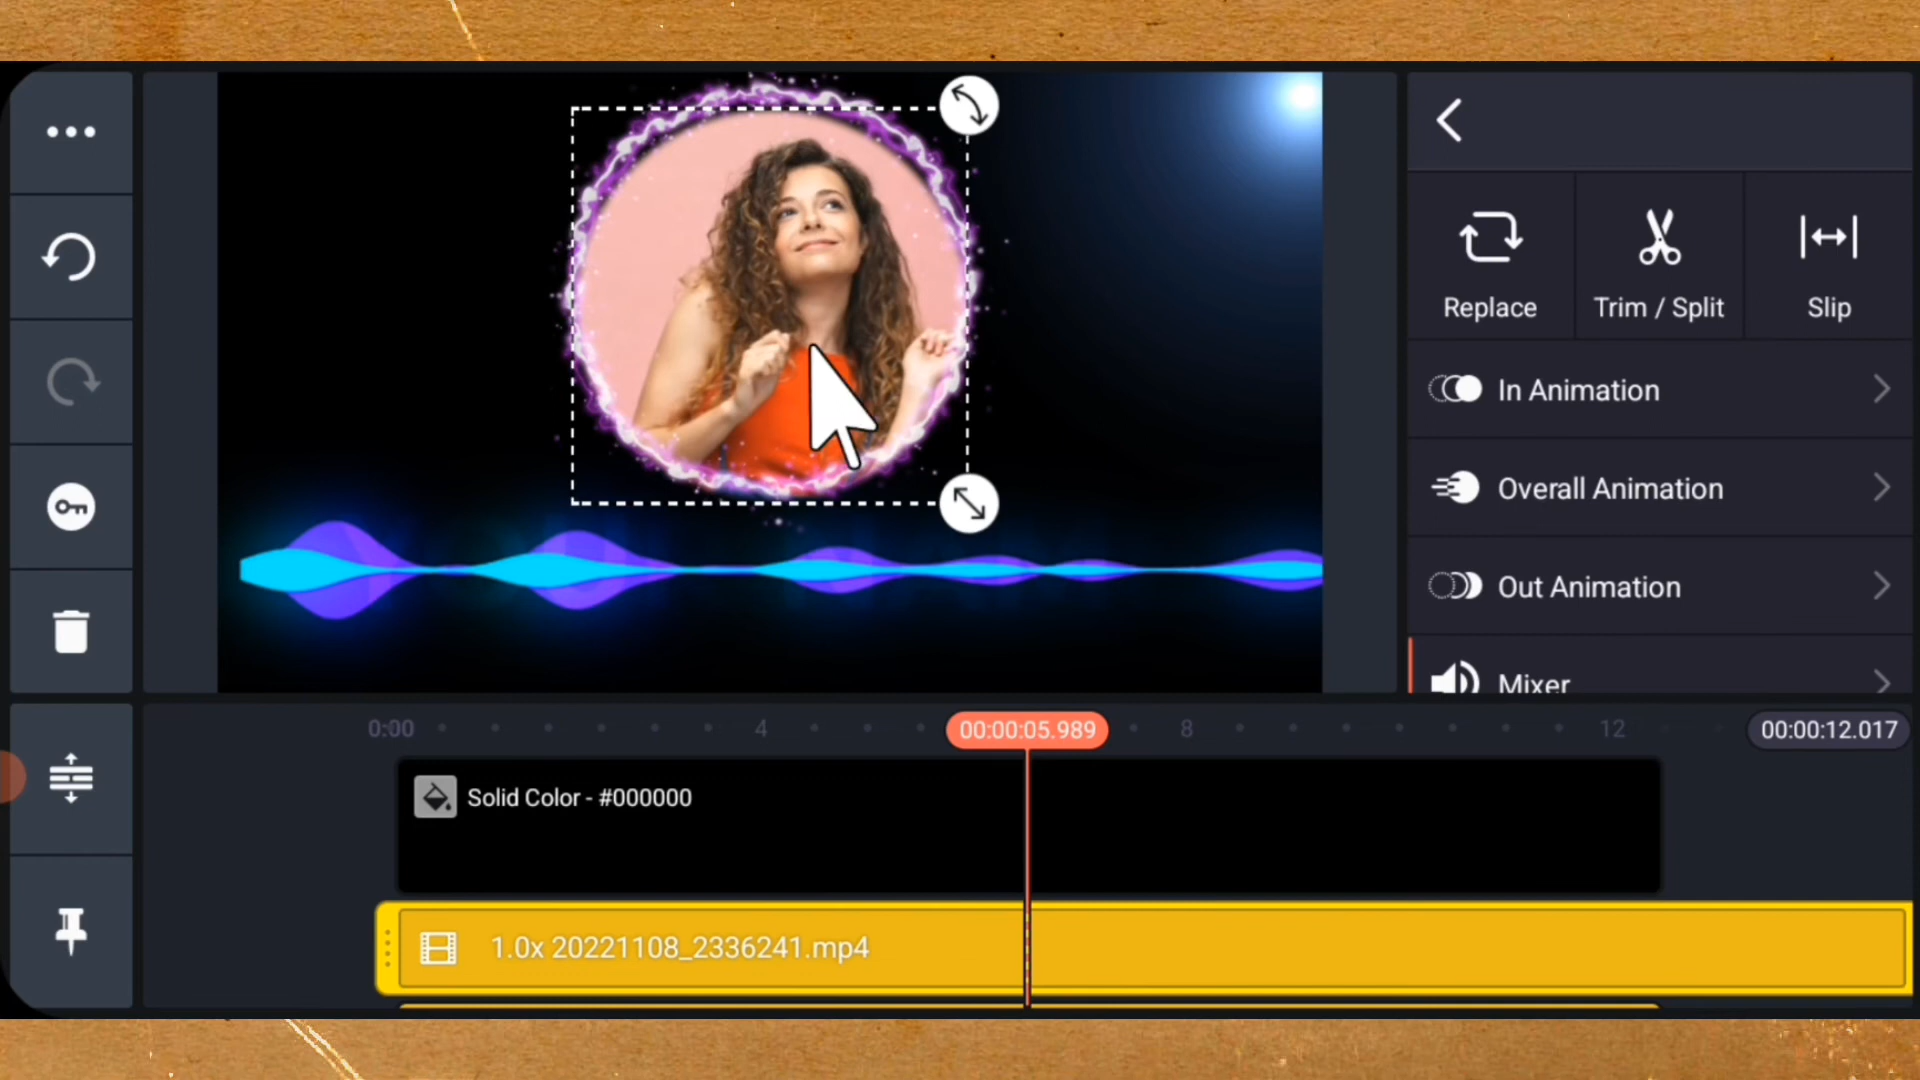 Replace
Trim / Split
Slip
In Animation
Overall Animation
Out Animation
Mixer
0:00
4
00:00:05.989
8
12
00:00:12.017
Solid Color - #000000
1.0x 20221108_2336241.mp4